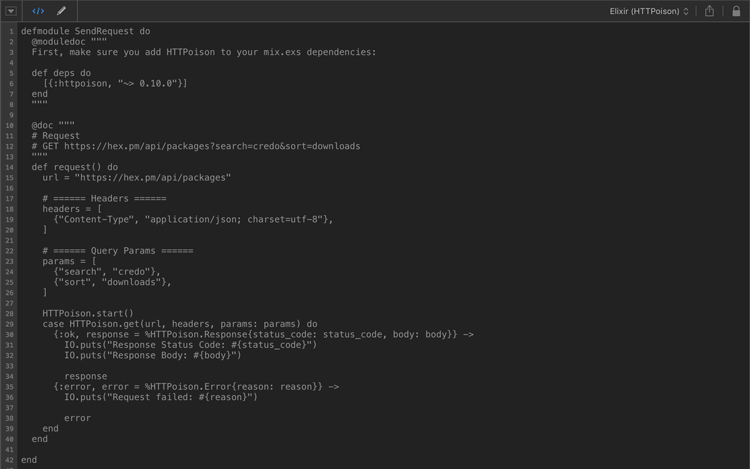 </>
Elixir (HTTPoison)
1 defmodule SendRequest do
2   @moduledoc """
3   First, make sure you add HTTPoison to your mix.exs dependencies:
4
5   def deps do
6     [{:httpoison, "~> 0.10.0"}]
7   end
8   """
9
10   @doc """
11   # Request
12   # GET https://hex.pm/api/packages?search=credo&sort=downloads
13   """
14   def request() do
15     url = "https://hex.pm/api/packages"
16
17     # ====== Headers ======
18     headers = [
19       {"Content-Type", "application/json; charset=utf-8"},
20     ]
21
22     # ====== Query Params ======
23     params = [
24       {"search", "credo"},
25       {"sort", "downloads"},
26     ]
27
28     HTTPoison.start()
29     case HTTPoison.get(url, headers, params: params) do
30       {:ok, response = %HTTPoison.Response{status_code: status_code, body: body}} ->
31         IO.puts("Response Status Code: #{status_code}")
32         IO.puts("Response Body: #{body}")
33
34         response
35       {:error, error = %HTTPoison.Error{reason: reason}} ->
36         IO.puts("Request failed: #{reason}")
37
38         error
39     end
40   end
41
42 end